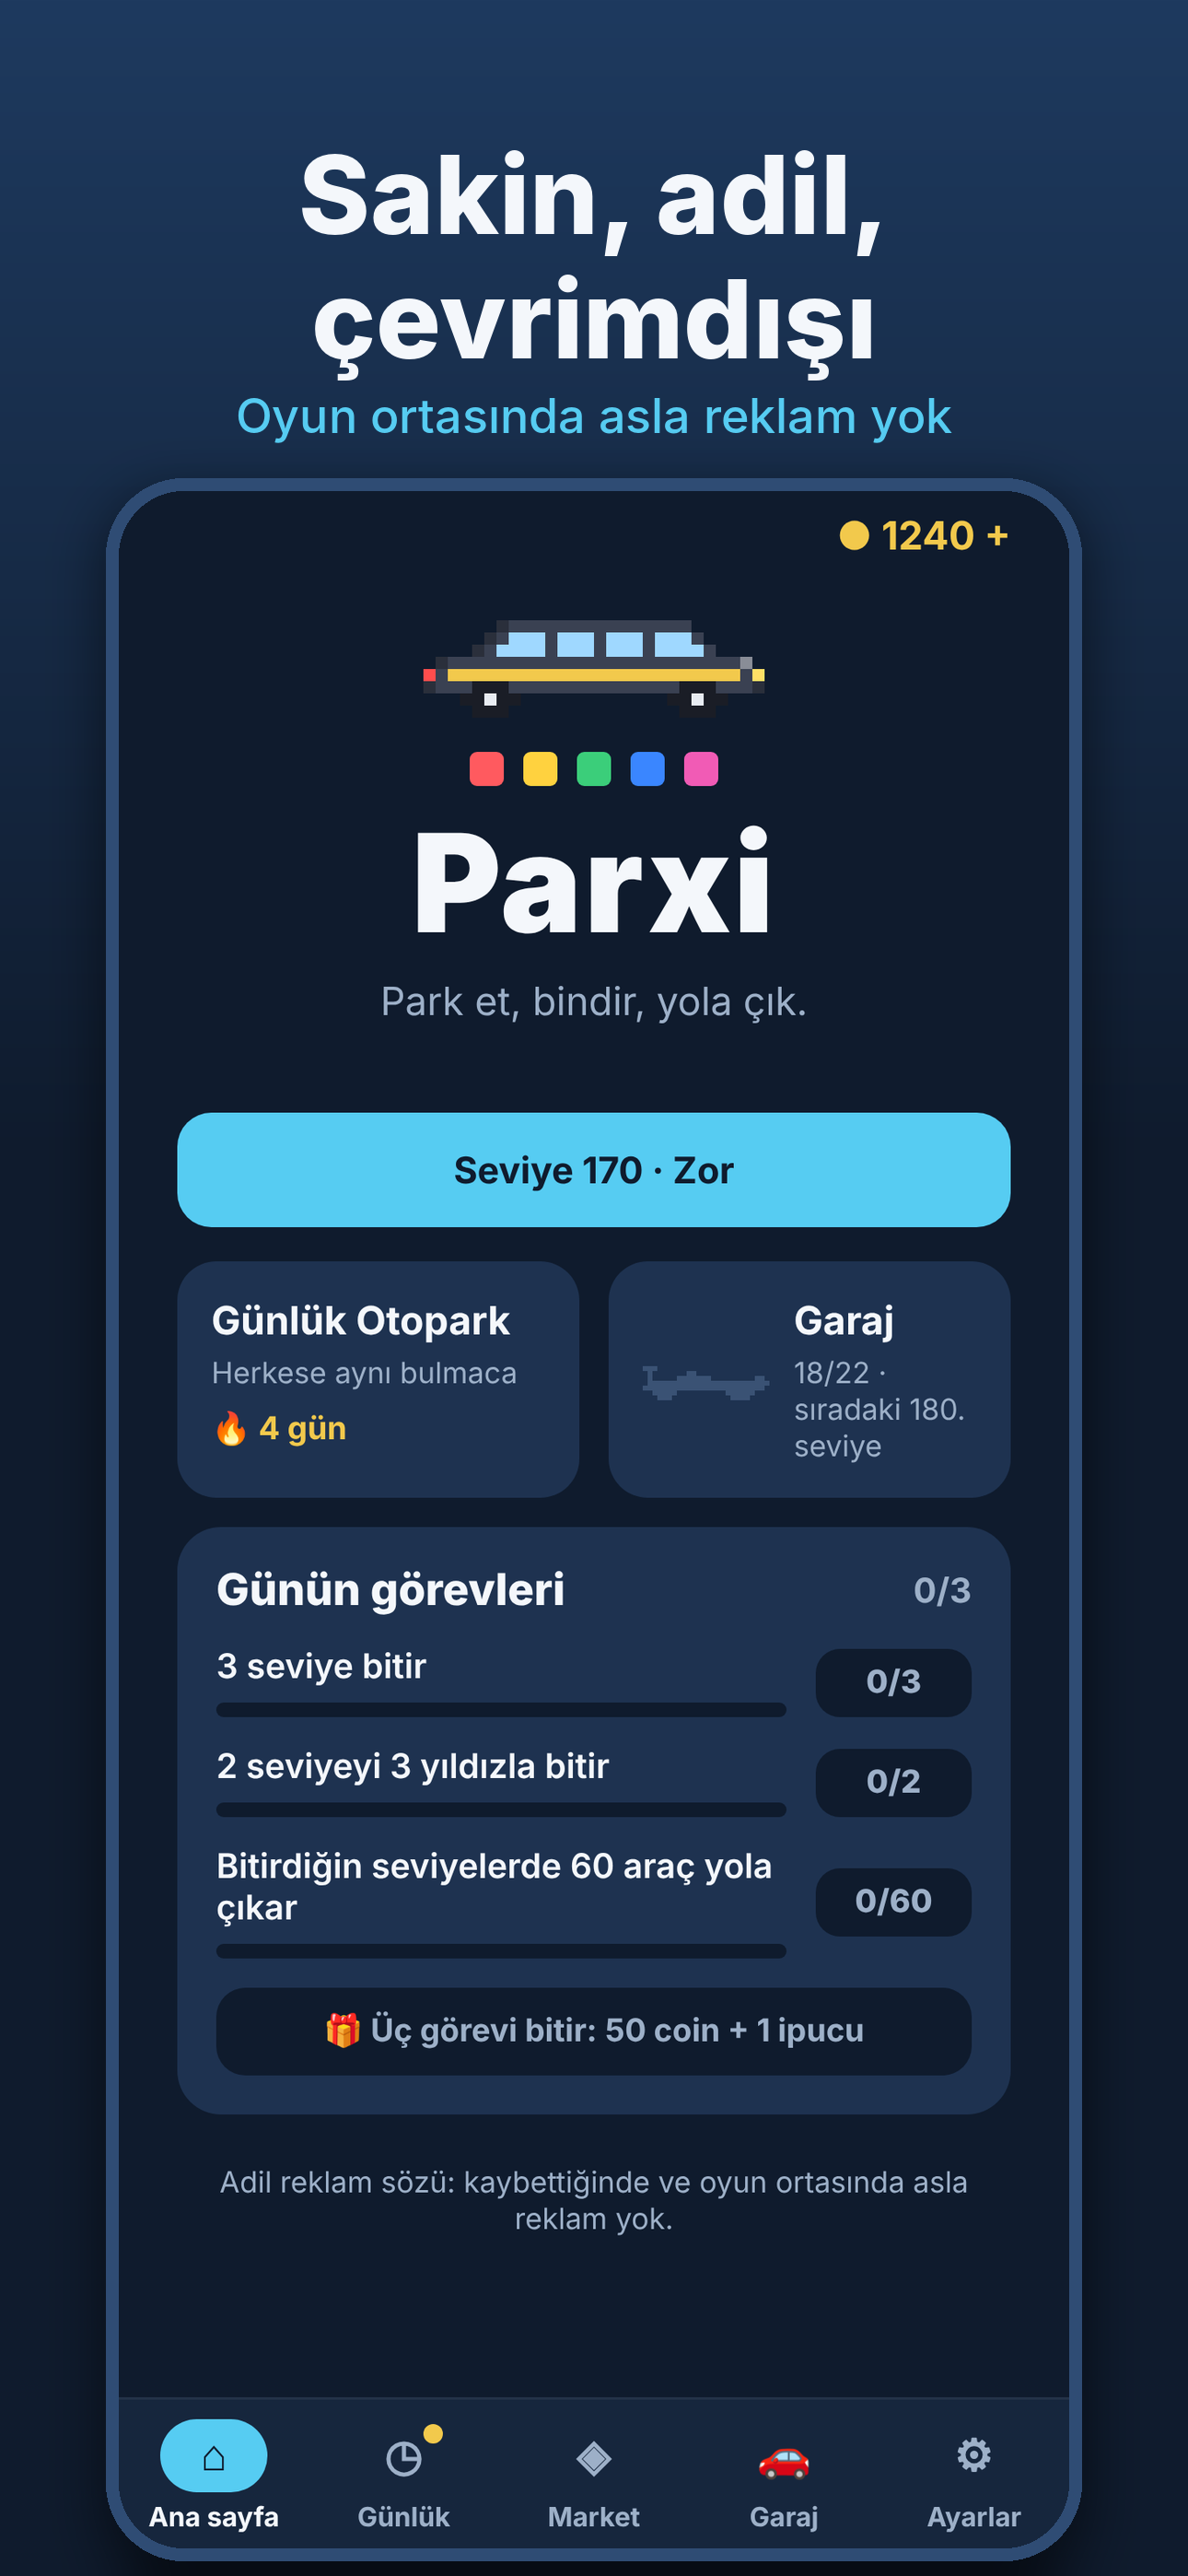 Sakin, adil,
çevrimdışı
Oyun ortasında asla reklam yok
1240 +
Parxi
Park et, bindir, yola çık.
Seviye 170 · Zor
Günlük Otopark
Herkese aynı bulmaca
🔥 4 gün
Garaj
18/22 ·
sıradaki 180.
seviye
Günün görevleri
0/3
3 seviye bitir
0/3
2 seviyeyi 3 yıldızla bitir
0/2
Bitirdiğin seviyelerde 60 araç yola
çıkar
0/60
🎁 Üç görevi bitir: 50 coin + 1 ipucu
Adil reklam sözü: kaybettiğinde ve oyun ortasında asla
reklam yok.
Ana sayfa
Günlük
Market
Garaj
Ayarlar